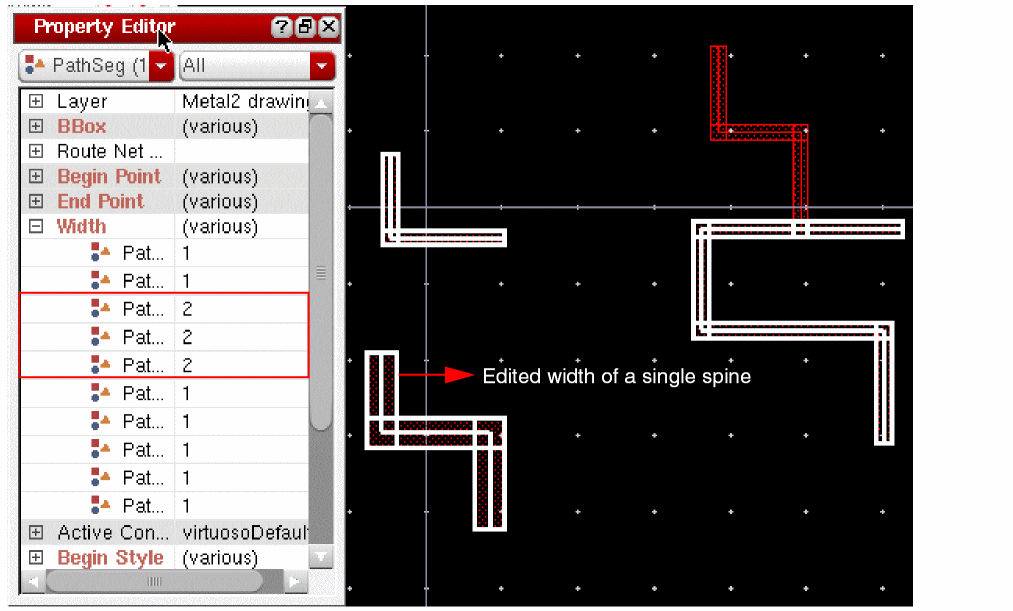 Property Editor
PathSeg (1 All
Layer Metal2 drawing
BBox (various)
Route Net ...
Begin Point (various)
End Point (various)
Width (various)
Pat... 1
Pat... 1
Pat... 2
Pat... 2
Pat... 2
Pat... 1
Pat... 1
Pat... 1
Pat... 1
Pat... 1
Active Con... virtuosoDefault
Begin Style (various)
Edited width of a single spine